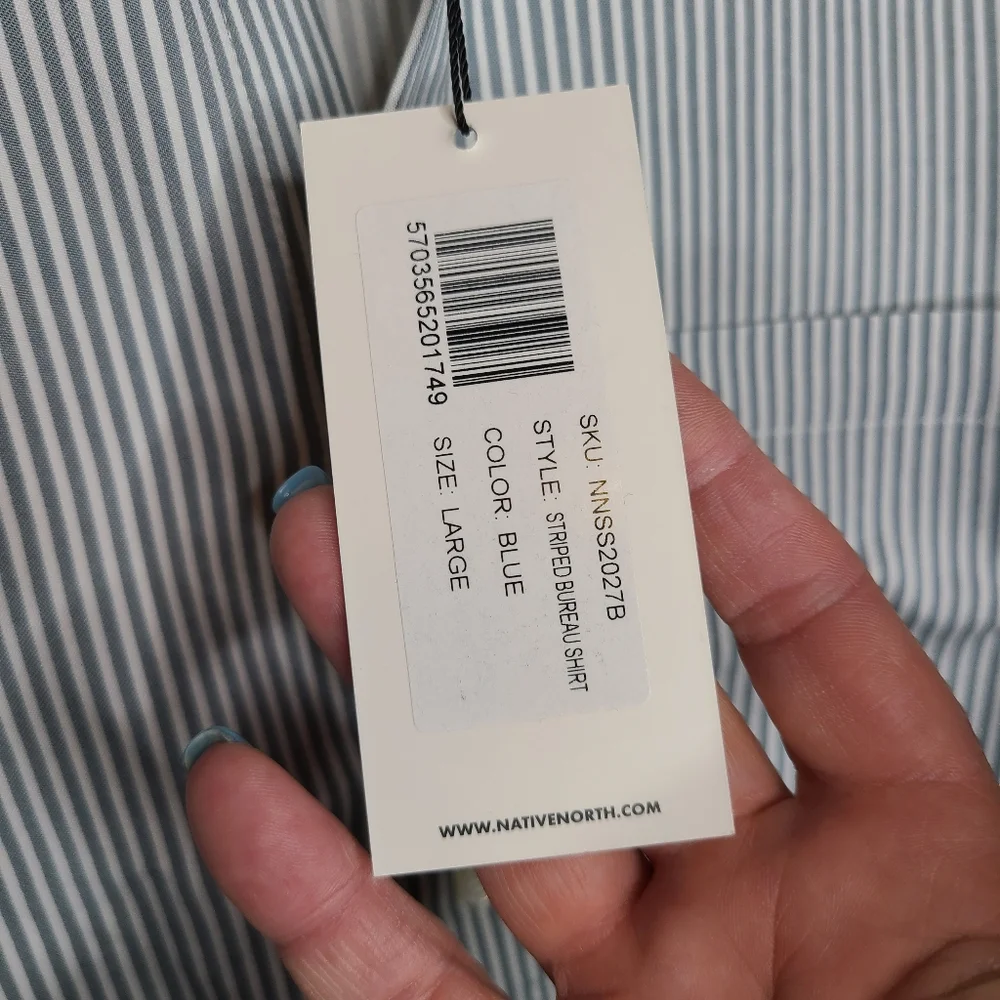 SKU: NNSS2027B
STYLE: STRIPED BUREAU SHIRT
COLOR: BLUE
SIZE: LARGE
5703565201749
WWW.NATIVENORTH.COM